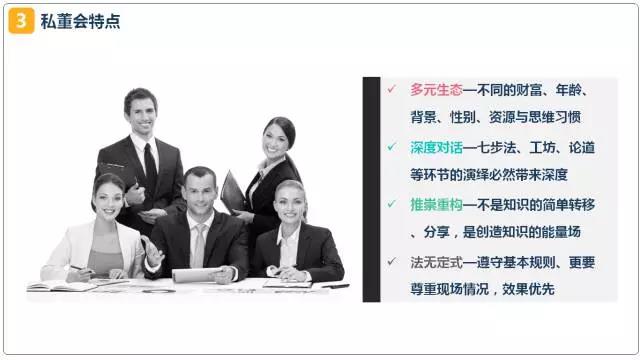 3 私董会特点
多元生态—不同的财富、年龄、
背景、性别、资源与思维习惯
深度对话—七步法、工坊、论道
等环节的演绎必然带来深度
推崇重构—不是知识的简单转移
、分享，是创造知识的能量场
法无定式—遵守基本规则、更要
尊重现场情况，效果优先